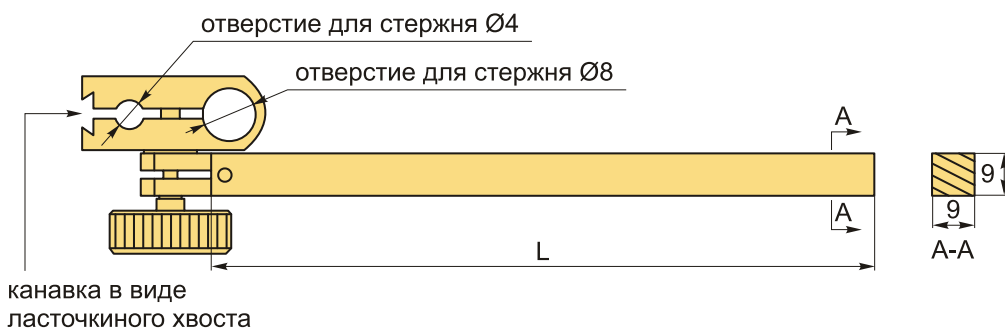 отверстие для стержня Ø4
отверстие для стержня Ø8
A
A
9
9
A-A
L
канавка в виде
ласточкиного хвоста